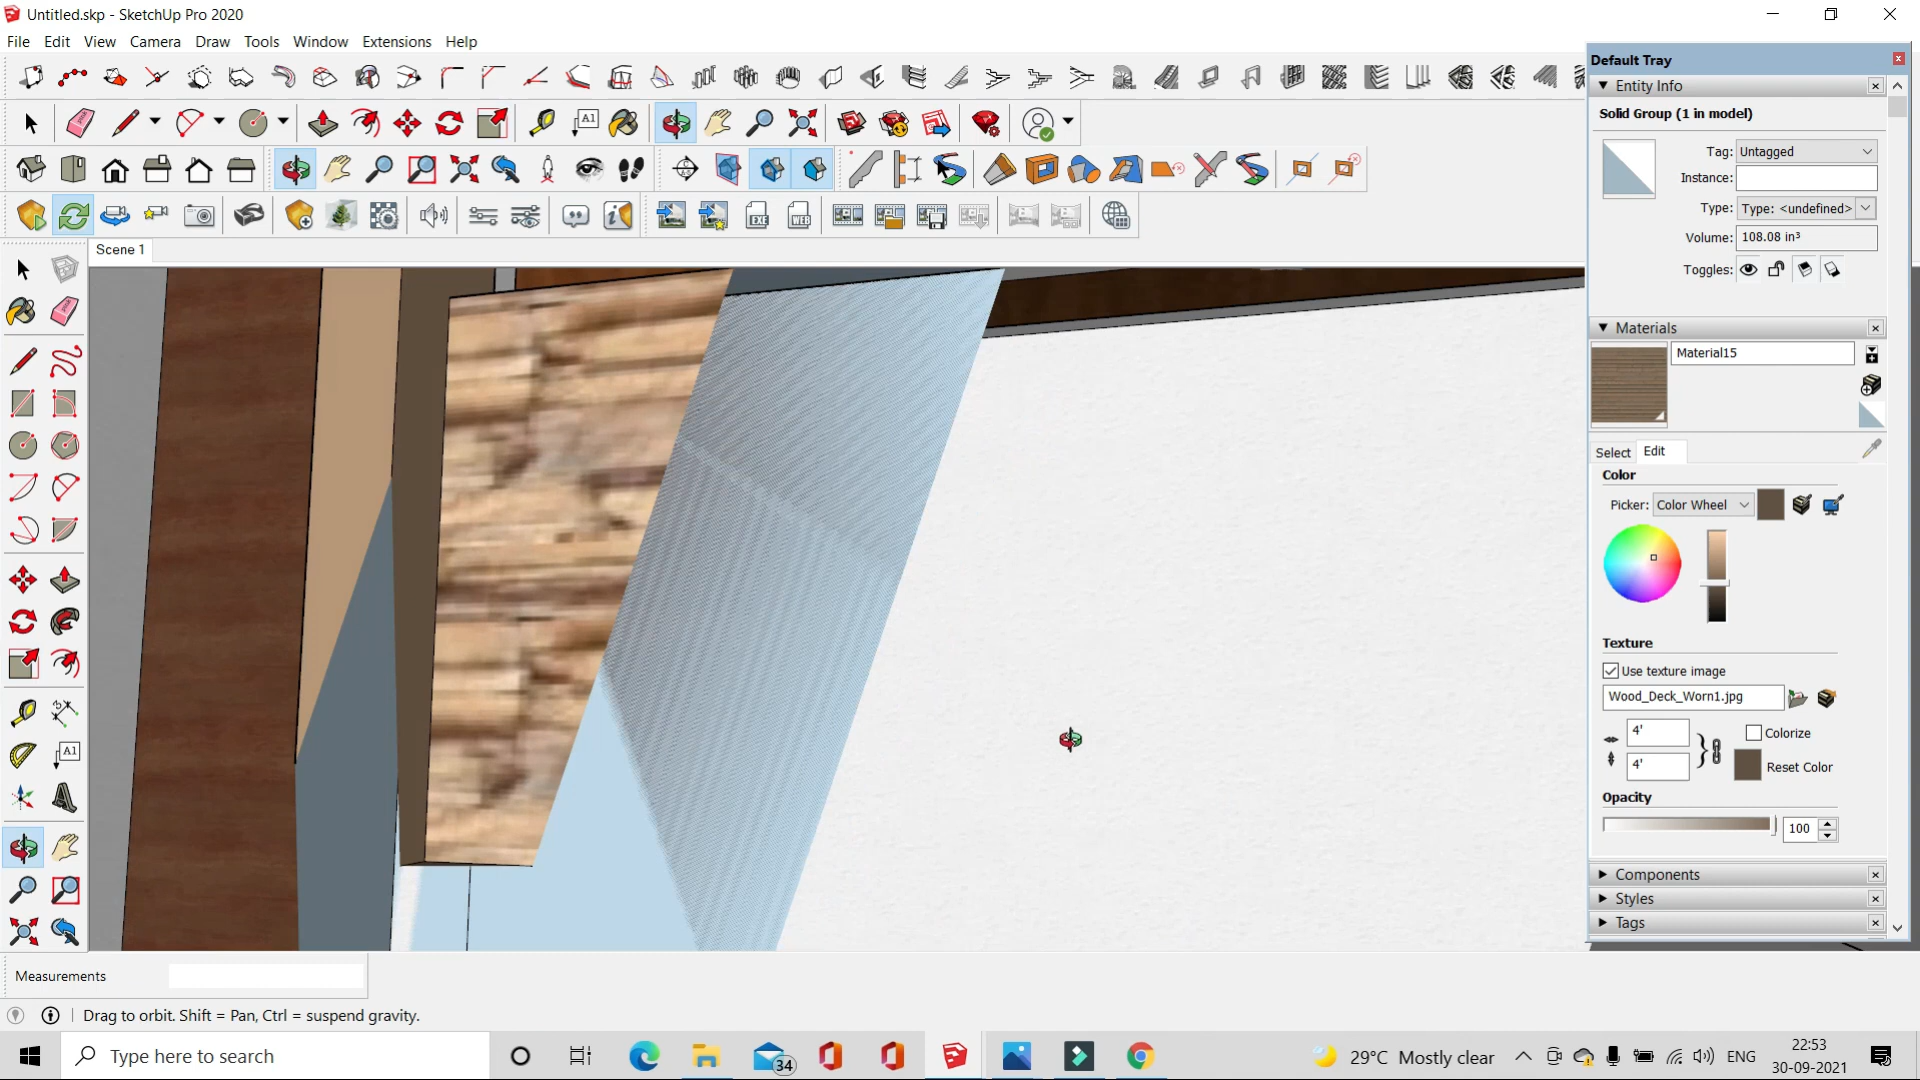 Untitled.skp - SketchUp Pro 2020
File Edit View Camera Draw Tools Window Extensions Help
Default Tray
Entity Info
Solid Group (1 in model)
Tag: Untagged
Instance:
Type: Type: <undefined>
Volume: 108.08 in³
Toggles:
Scene 1
Materials
Material15
Select Edit
Color
Picker: Color Wheel
Texture
Use texture image
Wood_Deck_Worn1.jpg
4'
Colorize
4'
Reset Color
Opacity
100
Components
Styles
Tags
Measurements
Drag to orbit. Shift = Pan, Ctrl = suspend gravity.
Type here to search
34
29°C Mostly clear
ENG
22:53
30-09-2021
A1
A1
EXE
WEB